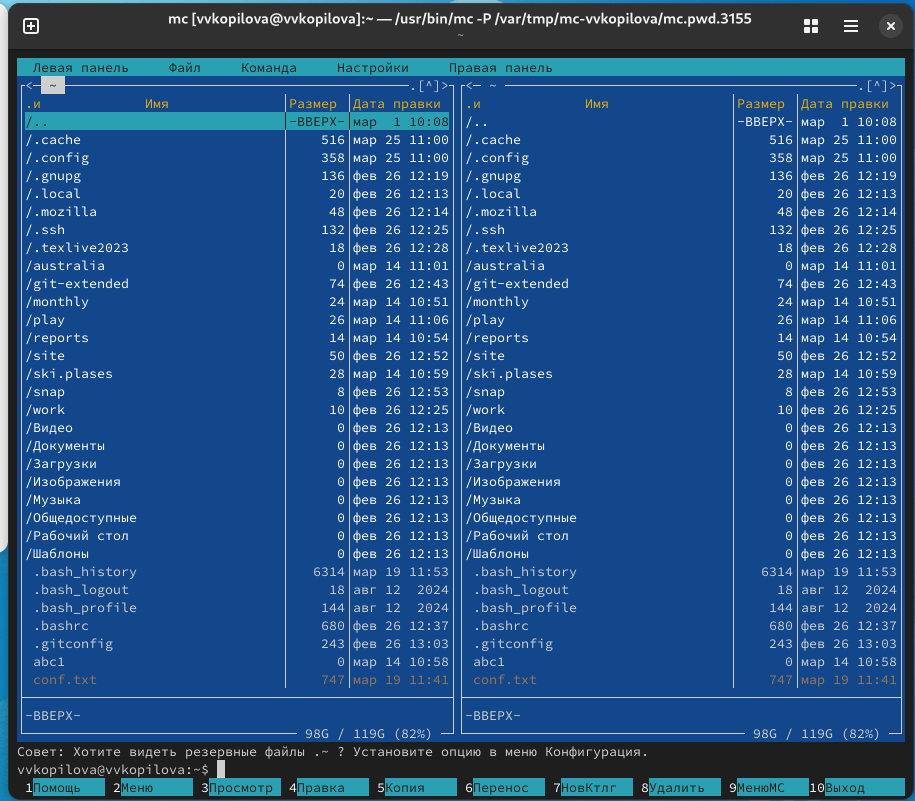 mc [vvkopilova@vvkopilova]:~ — /usr/bin/mc -P /var/tmp/mc-vvkopilova/mc.pwd.3155
~
Левая панель Файл Команда Настройки Правая панель
<─ ~ .[^]> <─ ~ .[^]>
.и Имя Размер Дата правки .и Имя Размер Дата правки
/.. -ВВЕРХ- мар 1 10:08 /.. -ВВЕРХ- мар 1 10:08
/.cache 516 мар 25 11:00 /.cache 516 мар 25 11:00
/.config 358 мар 25 11:00 /.config 358 мар 25 11:00
/.gnupg 136 фев 26 12:19 /.gnupg 136 фев 26 12:19
/.local 20 фев 26 12:13 /.local 20 фев 26 12:13
/.mozilla 48 фев 26 12:14 /.mozilla 48 фев 26 12:14
/.ssh 132 фев 26 12:25 /.ssh 132 фев 26 12:25
/.texlive2023 18 фев 26 12:28 /.texlive2023 18 фев 26 12:28
/australia 0 мар 14 11:01 /australia 0 мар 14 11:01
/git-extended 74 фев 26 12:43 /git-extended 74 фев 26 12:43
/monthly 24 мар 14 10:51 /monthly 24 мар 14 10:51
/play 26 мар 14 11:06 /play 26 мар 14 11:06
/reports 14 мар 14 10:54 /reports 14 мар 14 10:54
/site 50 фев 26 12:52 /site 50 фев 26 12:52
/ski.plases 28 мар 14 10:59 /ski.plases 28 мар 14 10:59
/snap 8 фев 26 12:53 /snap 8 фев 26 12:53
/work 10 фев 26 12:25 /work 10 фев 26 12:25
/Видео 0 фев 26 12:13 /Видео 0 фев 26 12:13
/Документы 0 фев 26 12:13 /Документы 0 фев 26 12:13
/Загрузки 0 фев 26 12:13 /Загрузки 0 фев 26 12:13
/Изображения 0 фев 26 12:13 /Изображения 0 фев 26 12:13
/Музыка 0 фев 26 12:13 /Музыка 0 фев 26 12:13
/Общедоступные 0 фев 26 12:13 /Общедоступные 0 фев 26 12:13
/Рабочий стол 0 фев 26 12:13 /Рабочий стол 0 фев 26 12:13
/Шаблоны 0 фев 26 12:13 /Шаблоны 0 фев 26 12:13
.bash_history 6314 мар 19 11:53 .bash_history 6314 мар 19 11:53
.bash_logout 18 авг 12 2024 .bash_logout 18 авг 12 2024
.bash_profile 144 авг 12 2024 .bash_profile 144 авг 12 2024
.bashrc 680 фев 26 12:37 .bashrc 680 фев 26 12:37
.gitconfig 243 фев 26 13:03 .gitconfig 243 фев 26 13:03
abc1 0 мар 14 10:58 abc1 0 мар 14 10:58
conf.txt 747 мар 19 11:41 conf.txt 747 мар 19 11:41
-ВВЕРХ- -ВВЕРХ-
98G / 119G (82%) 98G / 119G (82%)
Совет: Хотите видеть резервные файлы .~ ? Установите опцию в меню Конфигурация.
vvkopilova@vvkopilova:~$
1Помощь 2Меню 3Просмотр 4Правка 5Копия 6Перенос 7НовКтлг 8Удалить 9МенюMC 10Выход